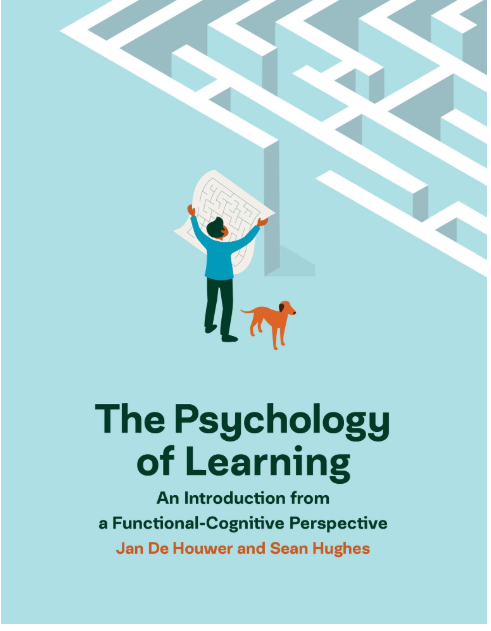 The Psychology
of Learning
An Introduction from
a Functional-Cognitive Perspective
Jan De Houwer and Sean Hughes